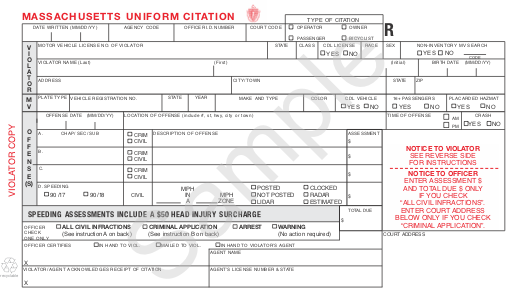 MASSACHUSETTS UNIFORM CITATION
TYPE OF CITATION
DATE WRITTEN (MM/DD/YY) AGENCY CODE OFFICER I.D. NUMBER COURT CODE OPERATOR OWNER
PASSENGER BICYCLIST
R
MOTOR VEHICLE LICENSE NO. OF VIOLATOR STATE CLASS CDL LICENSE RACE SEX NON-INVENTORY MV SEARCH
YES NO YES NO
VIOLATOR NAME (Last) (First) (Initial) BIRTH DATE (MM/DD/YY)
ADDRESS CITY/TOWN STATE ZIP
VIOLATOR
MV
PLATE TYPE VEHICLE REGISTRATION NO. STATE YEAR MAKE AND TYPE COLOR CDL VEHICLE 16+ PASSENGERS PLACARDED HAZMAT
YES NO YES NO YES NO
OFFENSE DATE (MM/DD/YY) LOCATION OF OFFENSE (include #, st, hwy, city, or town) TIME OF OFFENSE AM CRASH
PM YES NO
OFFENSE(S)
A. CHAP/ SEC/SUB CRIM DESCRIPTION OF OFFENSE ASSESSMENT
CIVIL $
B. CRIM
CIVIL $
C. CRIM
CIVIL $
D. SPEEDING MPH MPH POSTED CLOCKED
90 /17 90/18 CIVIL IN ZONE NOT POSTED RADAR
A LIDAR ESTIMATED $
SPEEDING ASSESSMENTS INCLUDE A $50 HEAD INJURY SURCHARGE
TOTAL DUE
$
OFFICER CHECK ONE ONLY
ALL CIVIL INFRACTIONS CRIMINAL APPLICATION ARREST WARNING
(See instruction A on back) (See instruction B on back) (No action required)
OFFICER CERTIFIES IN HAND TO VIOL. MAILED TO VIOL. IN HAND TO VIOLATOR'S AGENT
X
AGENT NAME
VIOLATOR/AGENT ACKNOWLEDGES RECEIPT OF CITATION AGENT'S LICENSE NUMBER & STATE
X
NOTICE TO VIOLATOR
SEE REVERSE SIDE
FOR INSTRUCTIONS
NOTICE TO OFFICER
ENTER ASSESSMENT $
AND TOTAL DUE $ ONLY
IF YOU CHECK
"ALL CIVIL INFRACTIONS".
ENTER COURT ADDRESS
BELOW ONLY IF YOU CHECK
"CRIMINAL APPLICATION".
COURT ADDRESS
VIOLATOR COPY
Sample